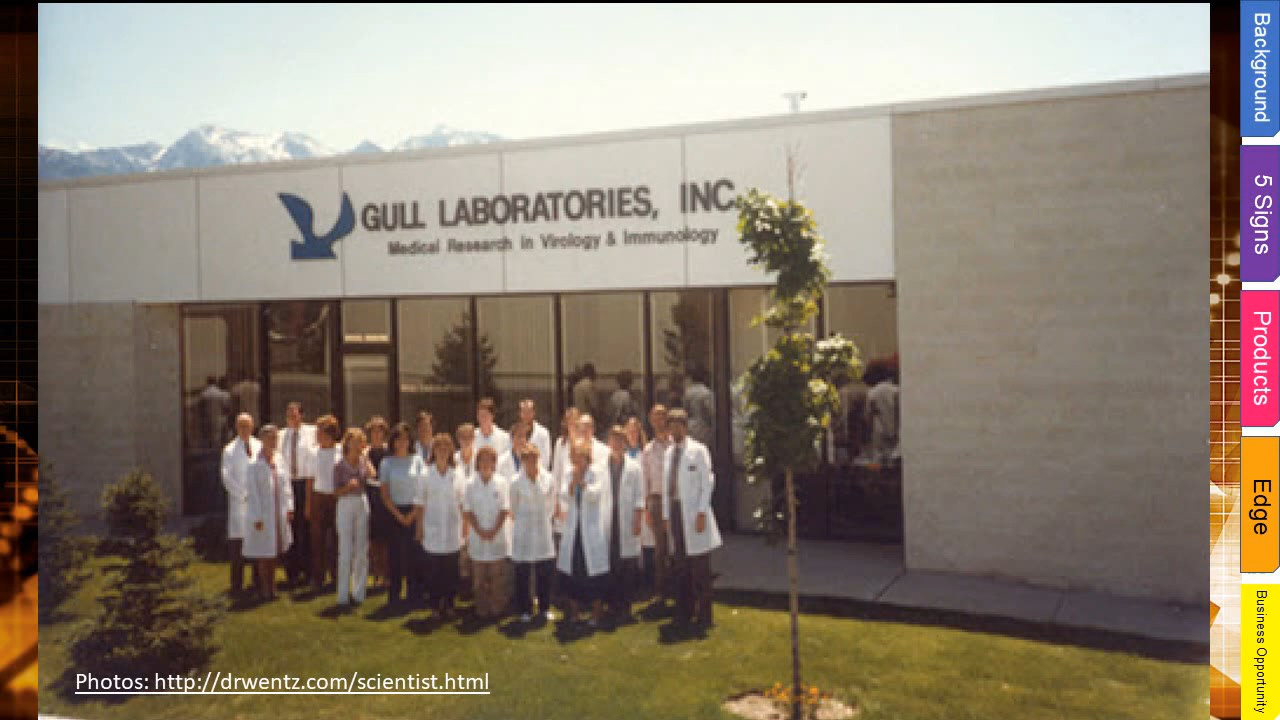 GULL LABORATORIES, INC.
Medical Research in Virology & Immunology
Photos: http://drwentz.com/scientist.html
Background
5 Signs
Products
Edge
Business Opportunity